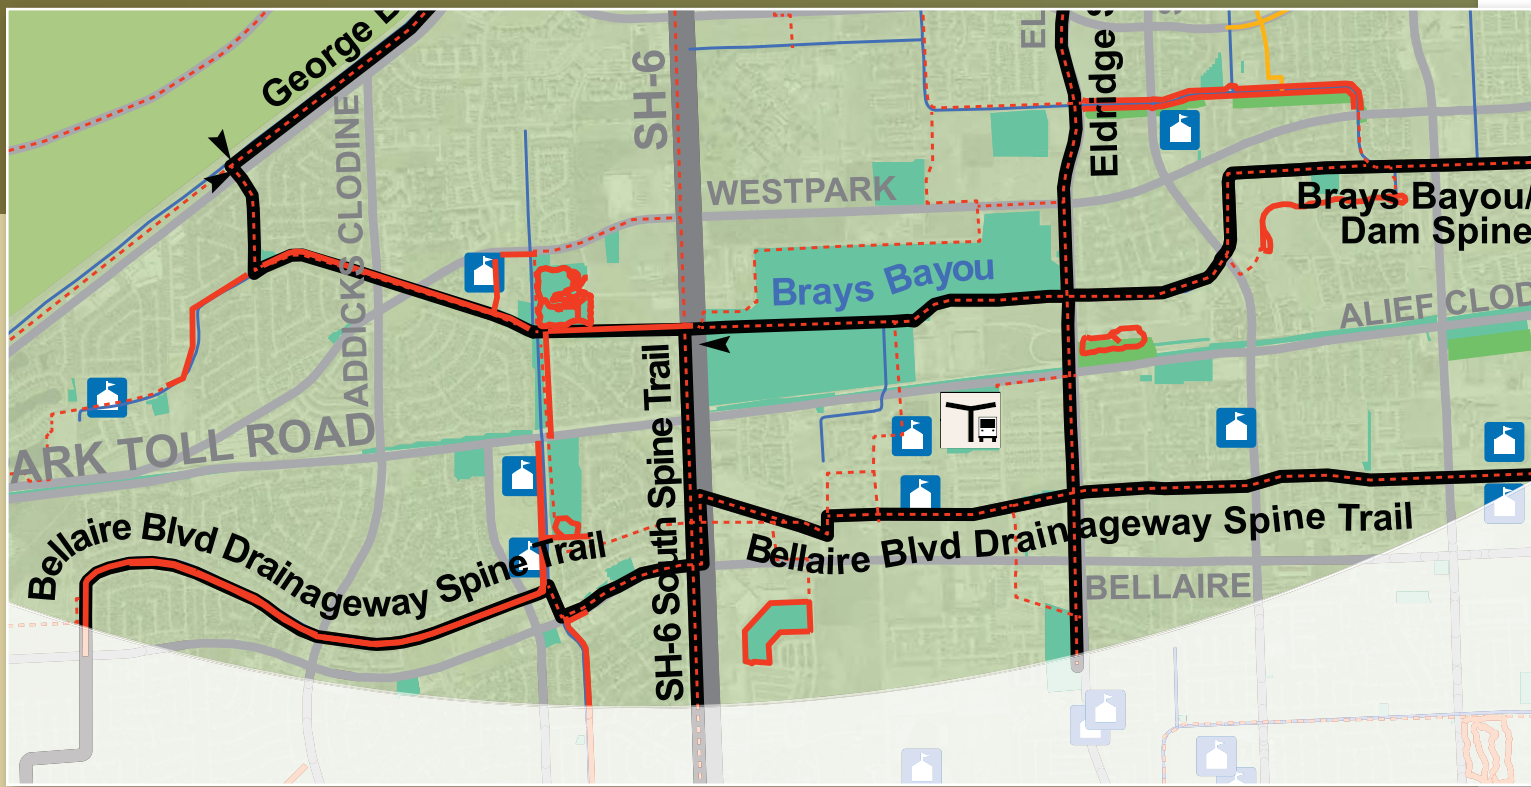 George
EL
Eldridge
SH-6
ADDICKS CLODINE
WESTPARK
Brays Bayou/
Dam Spine
Brays Bayou
ALIEF CLOD
ARK TOLL ROAD
SH-6 South Spine Trail
Bellaire Blvd Drainageway Spine Trail
Bellaire Blvd Drainageway Spine Trail
BELLAIRE